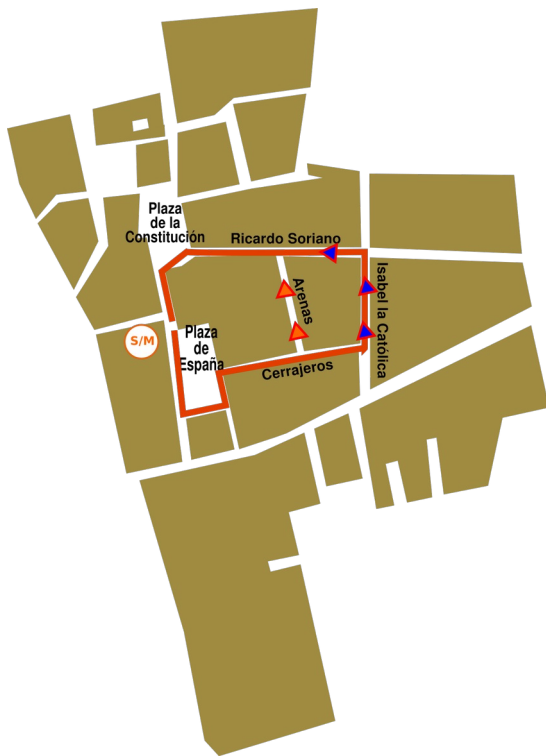 Plaza
de la
Constitución
Ricardo Soriano
Isabel la Católica
Arenas
S/M
Plaza
de
España
Cerrajeros